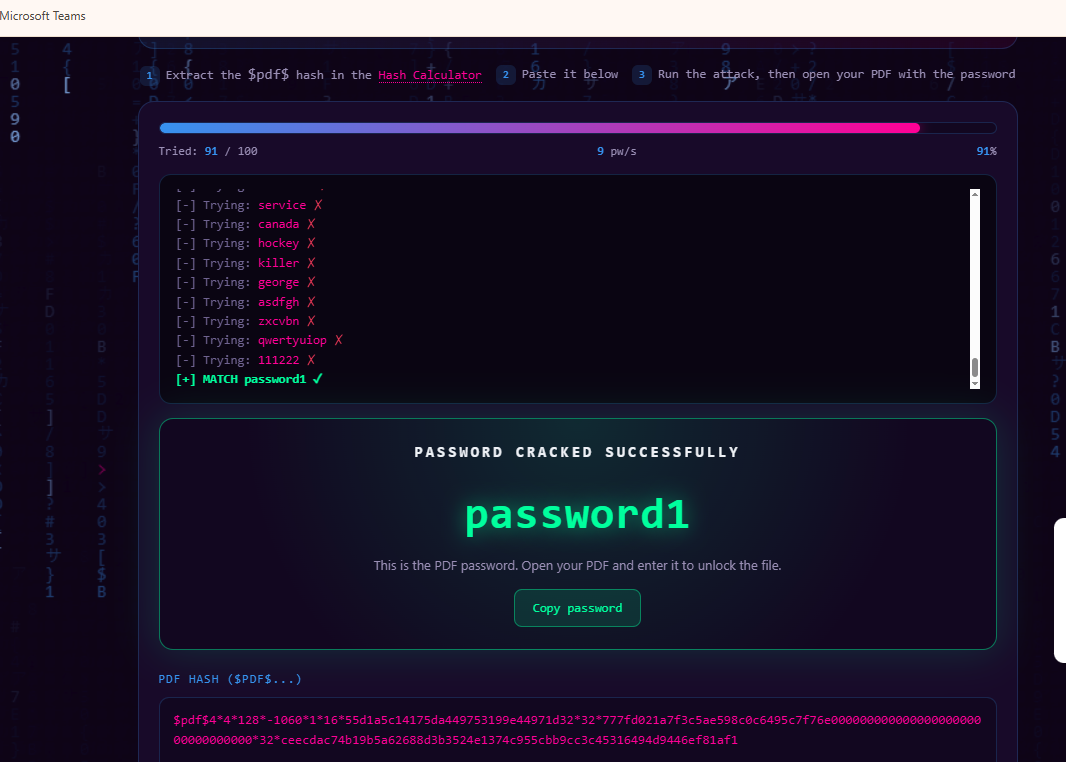 Microsoft Teams
1 Extract the $pdf$ hash in the Hash Calculator 2 Paste it below 3 Run the attack, then open your PDF with the password
Tried: 91 / 100 9 pw/s 91%
[-] Trying: service ✗
[-] Trying: canada ✗
[-] Trying: hockey ✗
[-] Trying: killer ✗
[-] Trying: george ✗
[-] Trying: asdfgh ✗
[-] Trying: zxcvbn ✗
[-] Trying: qwertyuiop ✗
[-] Trying: 111222 ✗
[+] MATCH password1 ✓
PASSWORD CRACKED SUCCESSFULLY
password1
This is the PDF password. Open your PDF and enter it to unlock the file.
Copy password
PDF HASH ($PDF$...)
$pdf$4*4*128*-1060*1*16*55d1a5c14175da449753199e44971d32*32*777fd021a7f3c5ae598c0c6495c7f76e0000000000000000000000
00000000000*32*ceecdac74b19b5a62688d3b3524e1374c955cbb9cc3c45316494d9446ef81af1